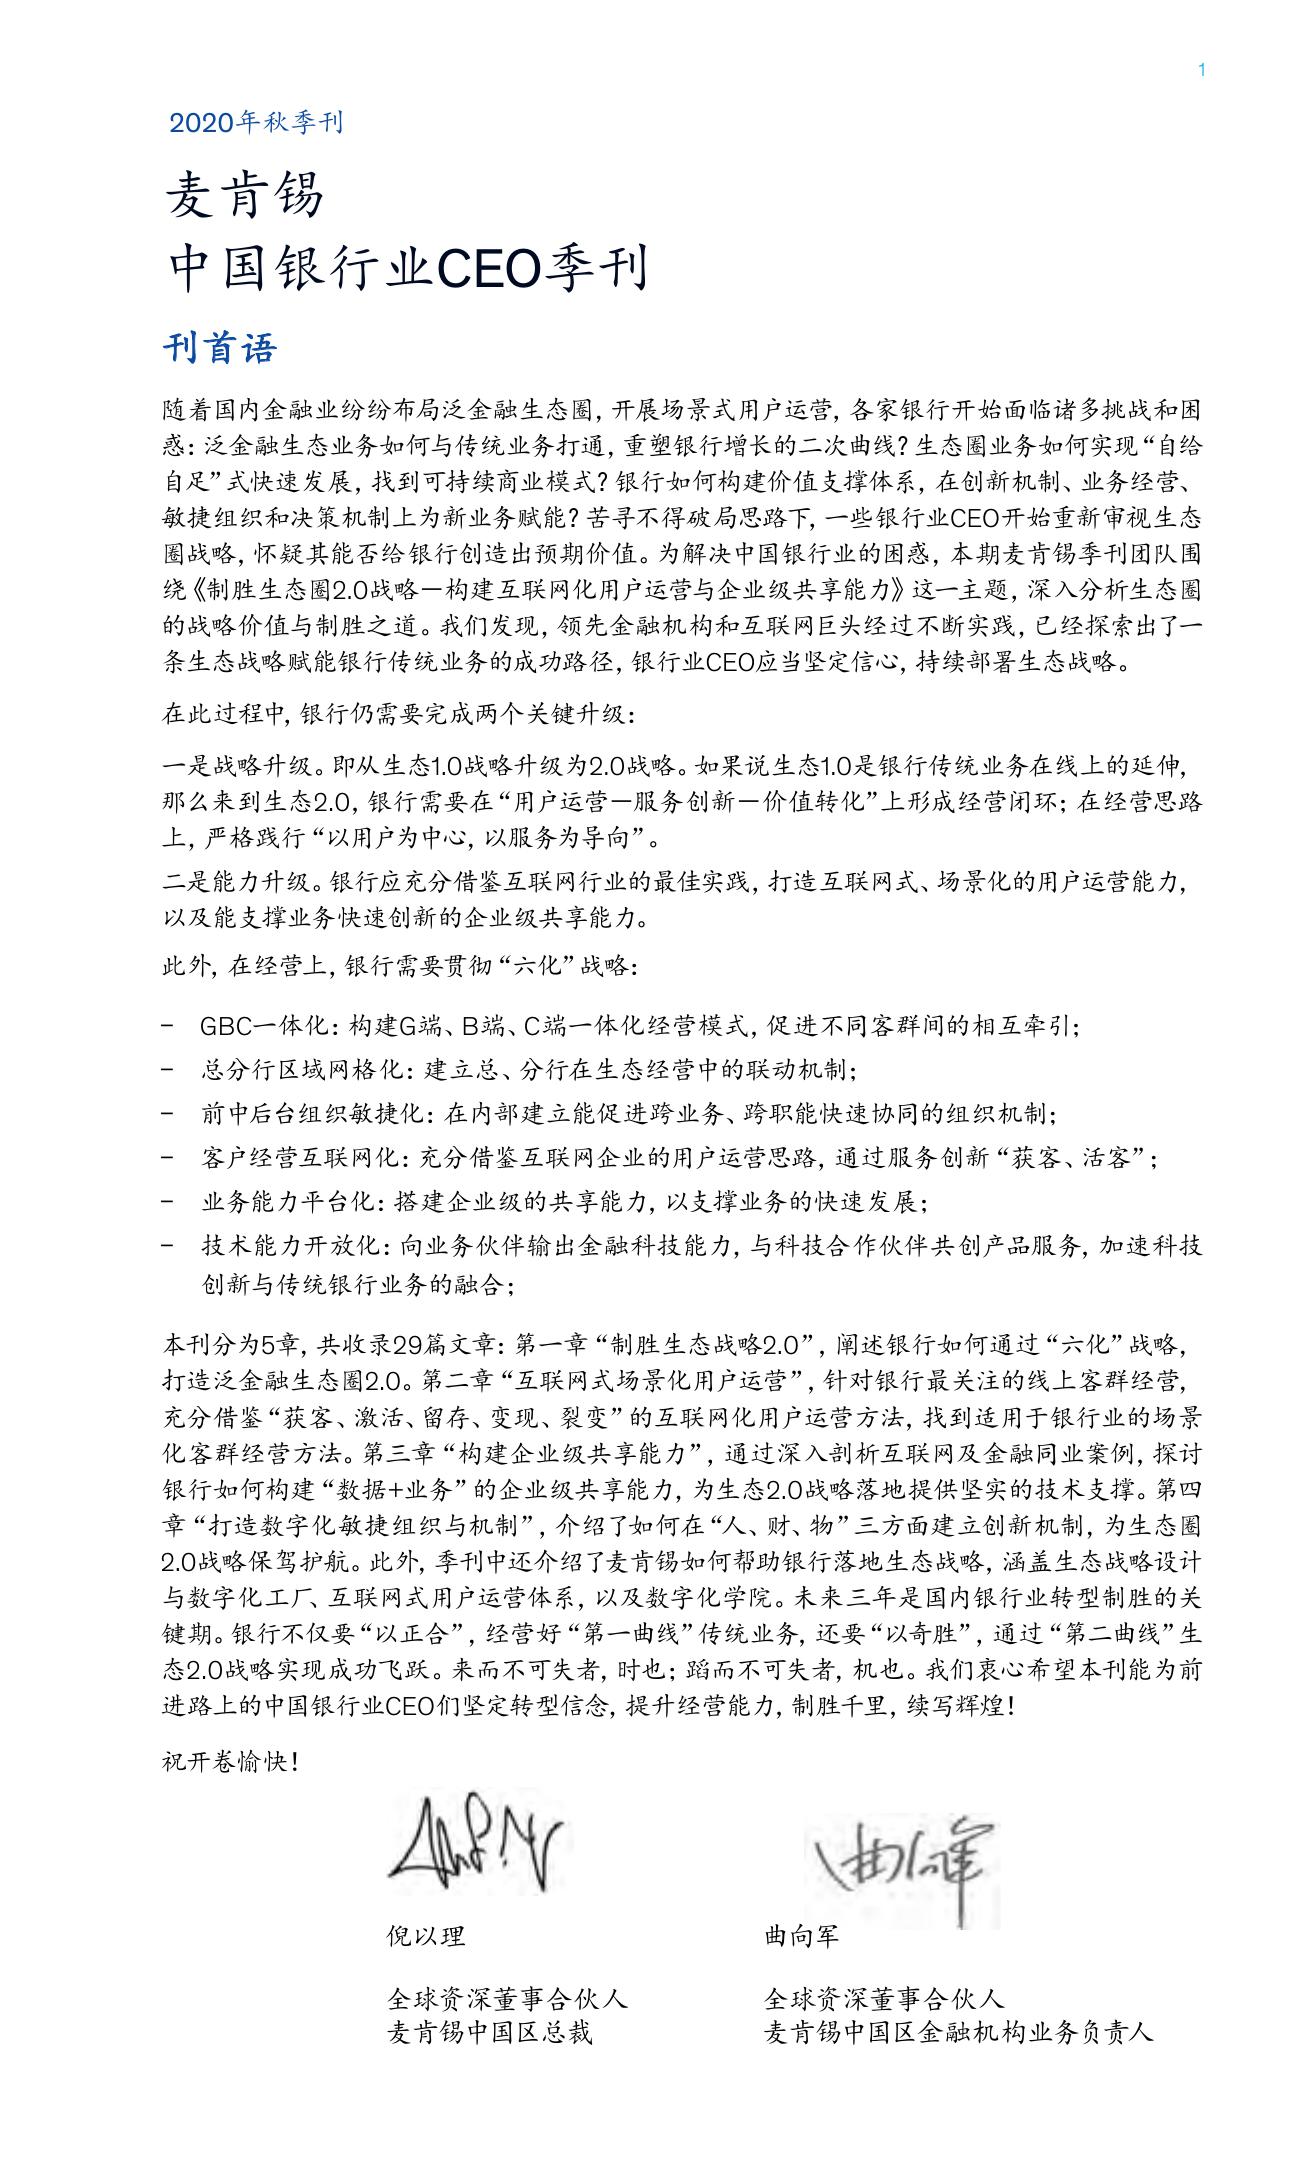 1
2020年秋季刊
麦肯锡
中国银行业CEO季刊
刊首语
随着国内金融业纷纷布局泛金融生态圈，开展场景式用户运营，各家银行开始面临诸多挑战和困
惑：泛金融生态业务如何与传统业务打通，重塑银行增长的二次曲线？生态圈业务如何实现“自给
自足”式快速发展，找到可持续商业模式？银行如何构建价值支撑体系，在创新机制、业务经营、
敏捷组织和决策机制上为新业务赋能？苦寻不得破局思路下，一些银行业CEO开始重新审视生态
圈战略，怀疑其能否给银行创造出预期价值。为解决中国银行业的困惑，本期麦肯锡季刊团队围
绕《制胜生态圈2.0战略—构建互联网化用户运营与企业级共享能力》这一主题，深入分析生态圈
的战略价值与制胜之道。我们发现，领先金融机构和互联网巨头经过不断实践，已经探索出了一
条生态战略赋能银行传统业务的成功路径，银行业CEO应当坚定信心，持续部署生态战略。
在此过程中，银行仍需要完成两个关键升级：
一是战略升级。即从生态1.0战略升级为2.0战略。如果说生态1.0是银行传统业务在线上的延伸，
那么来到生态2.0，银行需要在“用户运营—服务创新—价值转化”上形成经营闭环；在经营思路
上，严格践行“以用户为中心，以服务为导向”。
二是能力升级。银行应充分借鉴互联网行业的最佳实践，打造互联网式、场景化的用户运营能力，
以及能支撑业务快速创新的企业级共享能力。
此外，在经营上，银行需要贯彻“六化”战略：
– GBC一体化：构建G端、B端、C端一体化经营模式，促进不同客群间的相互牵引；
– 总分行区域网格化：建立总、分行在生态经营中的联动机制；
– 前中后台组织敏捷化：在内部建立能促进跨业务、跨职能快速协同的组织机制；
– 客户经营互联网化：充分借鉴互联网企业的用户运营思路，通过服务创新“获客、活客”；
– 业务能力平台化：搭建企业级的共享能力，以支撑业务的快速发展；
– 技术能力开放化：向业务伙伴输出金融科技能力，与科技合作伙伴共创产品服务，加速科技
创新与传统银行业务的融合；
本刊分为5章，共收录29篇文章：第一章“制胜生态战略2.0”，阐述银行如何通过“六化”战略，
打造泛金融生态圈2.0。第二章“互联网式场景化用户运营”，针对银行最关注的线上客群经营，
充分借鉴“获客、激活、留存、变现、裂变”的互联网化用户运营方法，找到适用于银行业的场景
化客群经营方法。第三章“构建企业级共享能力”，通过深入剖析互联网及金融同业案例，探讨
银行如何构建“数据+业务”的企业级共享能力，为生态2.0战略落地提供坚实的技术支撑。第四
章“打造数字化敏捷组织与机制”，介绍了如何在“人、财、物”三方面建立创新机制，为生态圈
2.0战略保驾护航。此外，季刊中还介绍了麦肯锡如何帮助银行落地生态战略，涵盖生态战略设计
与数字化工厂、互联网式用户运营体系，以及数字化学院。未来三年是国内银行业转型制胜的关
键期。银行不仅要“以正合”，经营好“第一曲线”传统业务，还要“以奇胜”，通过“第二曲线”生
态2.0战略实现成功飞跃。来而不可失者，时也；蹈而不可失者，机也。我们衷心希望本刊能为前
进路上的中国银行业CEO们坚定转型信念，提升经营能力，制胜千里，续写辉煌！
祝开卷愉快！
曲向军
倪以理
曲向军
全球资深董事合伙人
全球资深董事合伙人
麦肯锡中国区总裁
麦肯锡中国区金融机构业务负责人